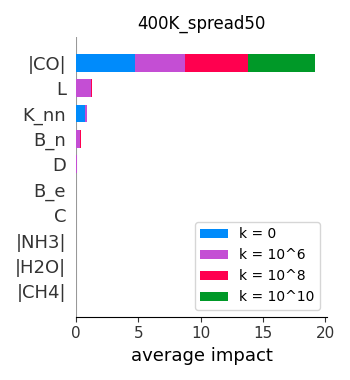 400K_spread50
|CO|
L
K_nn
B_n
D
B_e
C
|NH3|
|H2O|
|CH4|
k = 0
k = 10^6
k = 10^8
k = 10^10
0 5 10 15 20
average impact